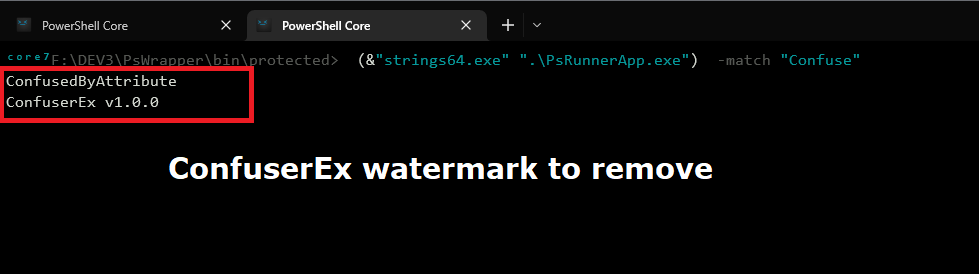 PowerShell Core
PowerShell Core
core7F:\DEV3\PsWrapper\bin\protected> (&"strings64.exe" ".\PsRunnerApp.exe") -match "Confuse"
ConfusedByAttribute
ConfuserEx v1.0.0
ConfuserEx watermark to remove